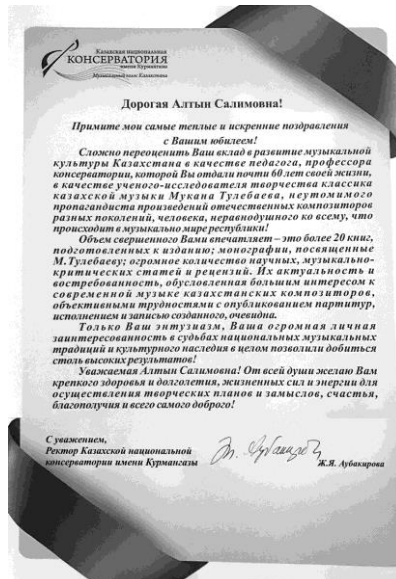 Казахская национальная
КОНСЕРВАТОРИЯ
имени Курмангазы
Музыкальный
Казахстана
Дорогая Алтын Салимовна!
Примите мои самые теплые и искренние поздравления
с Вашим юбилеем!
Сложно переоценить Ваш вклад в развитие музыкальной
культуры Казахстана в качестве педагога, профессора
консерватории, которой Вы отдали почти 60 лет своей жизни,
в качестве ученого-исследователя творчества классика
казахской музыки Мукана Тулебаева, неутомимого
пропагандиста произведений отечественных композиторов
разных поколений, человека, неравнодушного ко всему, что
происходит в музыкально мире республики!
Объем свершенного Вами впечатляет – это более 20 книг,
подготовленных к изданию; монографии, посвященные
М.Тулебаеву; огромное количество научных, музыкально-
критических статей и рецензий. Их актуальность и
востребованность, обусловленная большим интересом к
современной музыке казахстанских композиторов,
объективными трудностями с опубликованием партитур,
исполнением и записью созданного, очевидна.
Только Ваш энтузиазм, Ваша огромная личная
заинтересованность в судьбах национальных музыкальных
традиций и культурного наследия в целом позволили добиться
столь высоких результатов!
Уважаемая Алтын Салимовна! От всей души желаю Вам
крепкого здоровья и долголетия, жизненных сил и энергии для
осуществления творческих планов и замыслов, счастья,
благополучия и всего самого доброго!
С уважением,
Ректор Казахской национальной
консерватории имени Курмангазы
Ж.Я. Аубакирова